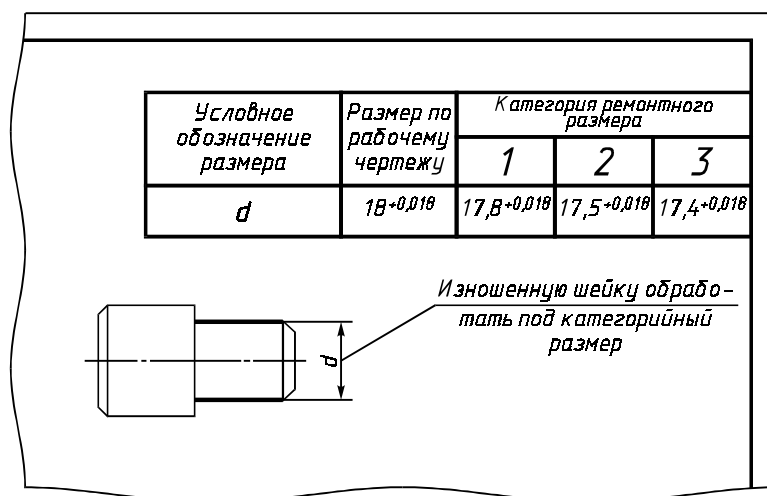 Условное
обозначение
размера
Размер по
рабочему
чертежу
Категория ремонтного
размера
1 2 3
d 18+0,018 17,8+0,018 17,5+0,018 17,4+0,018
Изношенную шейку обрабо-
тать под категорийный
размер
d